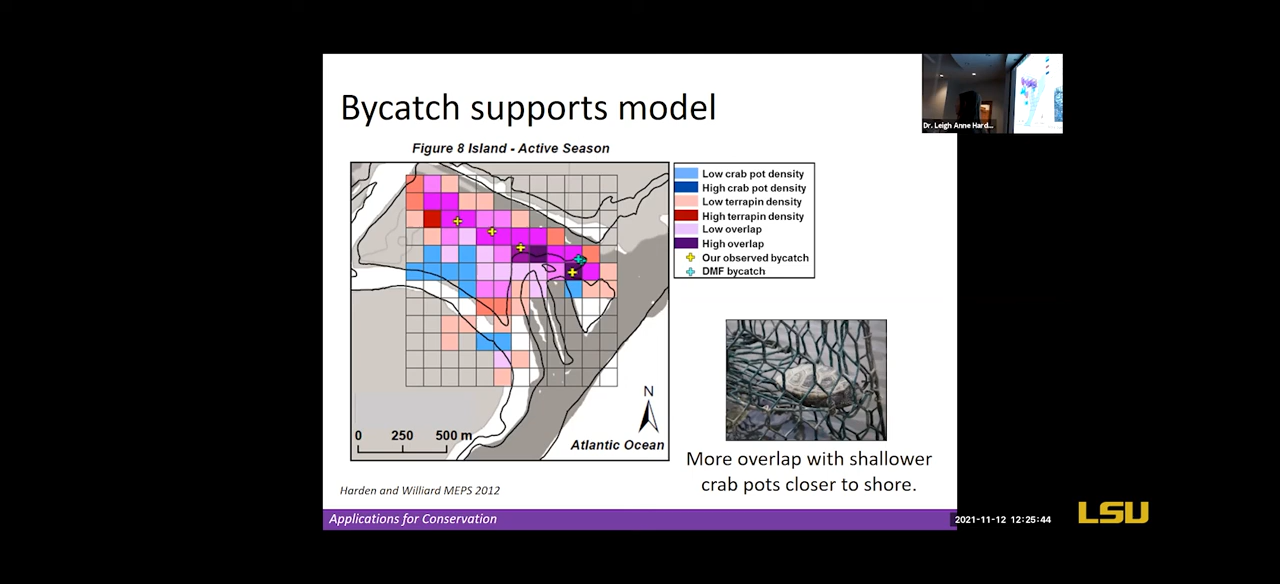 Bycatch supports model
Dr. Leigh Anne Hard...
Figure 8 Island - Active Season
Low crab pot density
High crab pot density
Low terrapin density
High terrapin density
Low overlap
High overlap
Our observed bycatch
DMF bycatch
N
0 250 500 m
Atlantic Ocean
More overlap with shallower
crab pots closer to shore.
Harden and Williard MEPS 2012
Applications for Conservation
2021-11-12 12:25:44
LSU